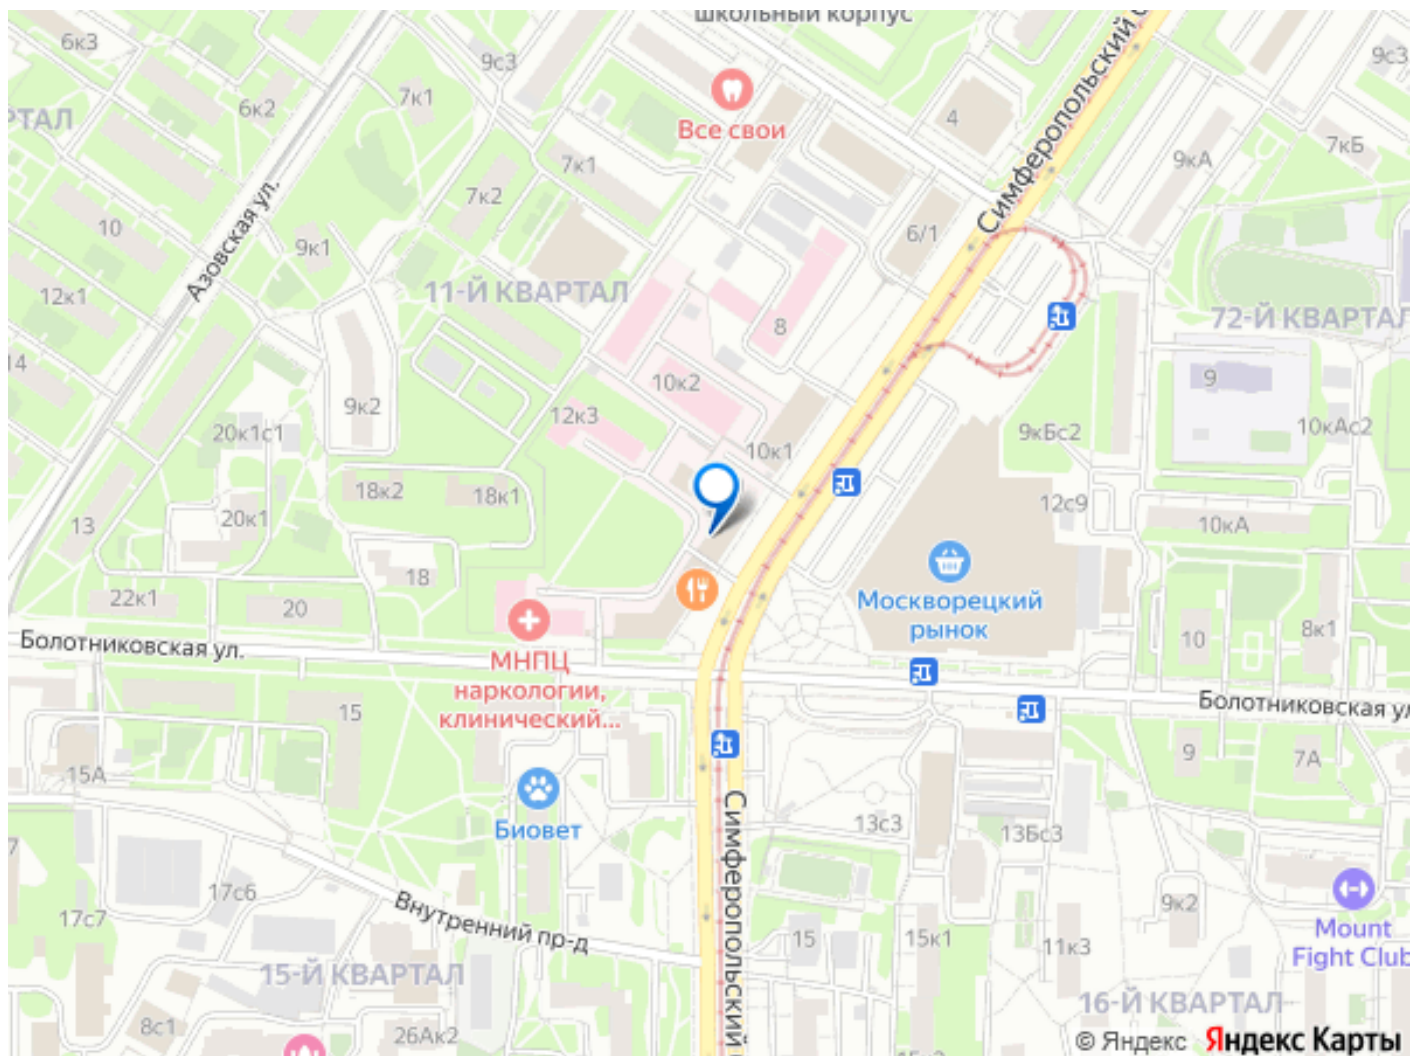 школьный корпус
6к3
9с3
9с3
6к2
7к1
КТАЛ
Все свои
4
7кБ
7к1
9кА
7к2
Симферопольский
10
6/1
9к1
Азовская ул.
12к1
11-Й КВАРТАЛ
8
72-Й КВАРТАЛ
14
10к2
9
9к2
12к3
20к1с1
10к1
9кБс2
10кАс2
18к2
18к1
12с9
13
20к1
10кА
18
22к1
20
Москворецкий
рынок
8к1
10
Болотниковская ул.
МНПЦ
наркологии,
клинический...
Болотниковская ул
15
9
7А
15А
Симферопольский
Биовет
13с3
13Бс3
17с6
9к2
17с7
Внутренний пр-д
15
15к1
11к3
Mount
Fight Club
15-Й КВАРТАЛ
16-Й КВАРТАЛ
8с1
26Ак2
© Яндекс Яндекс Карты